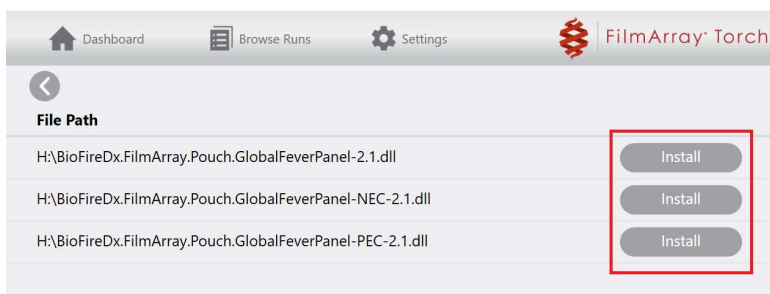 Dashboard Browse Runs Settings FilmArray® Torch
File Path
H:\BioFireDx.FilmArray.Pouch.GlobalFeverPanel-2.1.dll Install
H:\BioFireDx.FilmArray.Pouch.GlobalFeverPanel-NEC-2.1.dll Install
H:\BioFireDx.FilmArray.Pouch.GlobalFeverPanel-PEC-2.1.dll Install